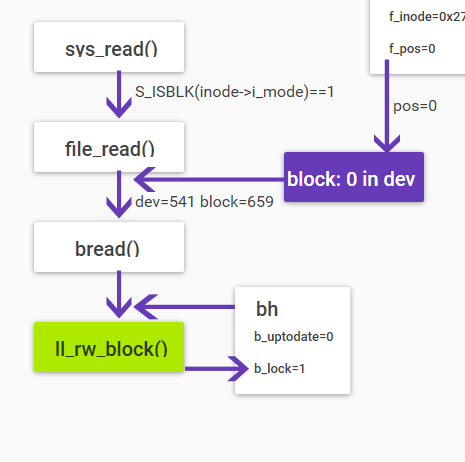 f_inode=0x27
sys_read()
f_pos=0
S_ISBLK(inode->i_mode)==1
pos=0
file_read()
block: 0 in dev
dev=541 block=659
bread()
bh
b_uptodate=0
ll_rw_block()
b_lock=1